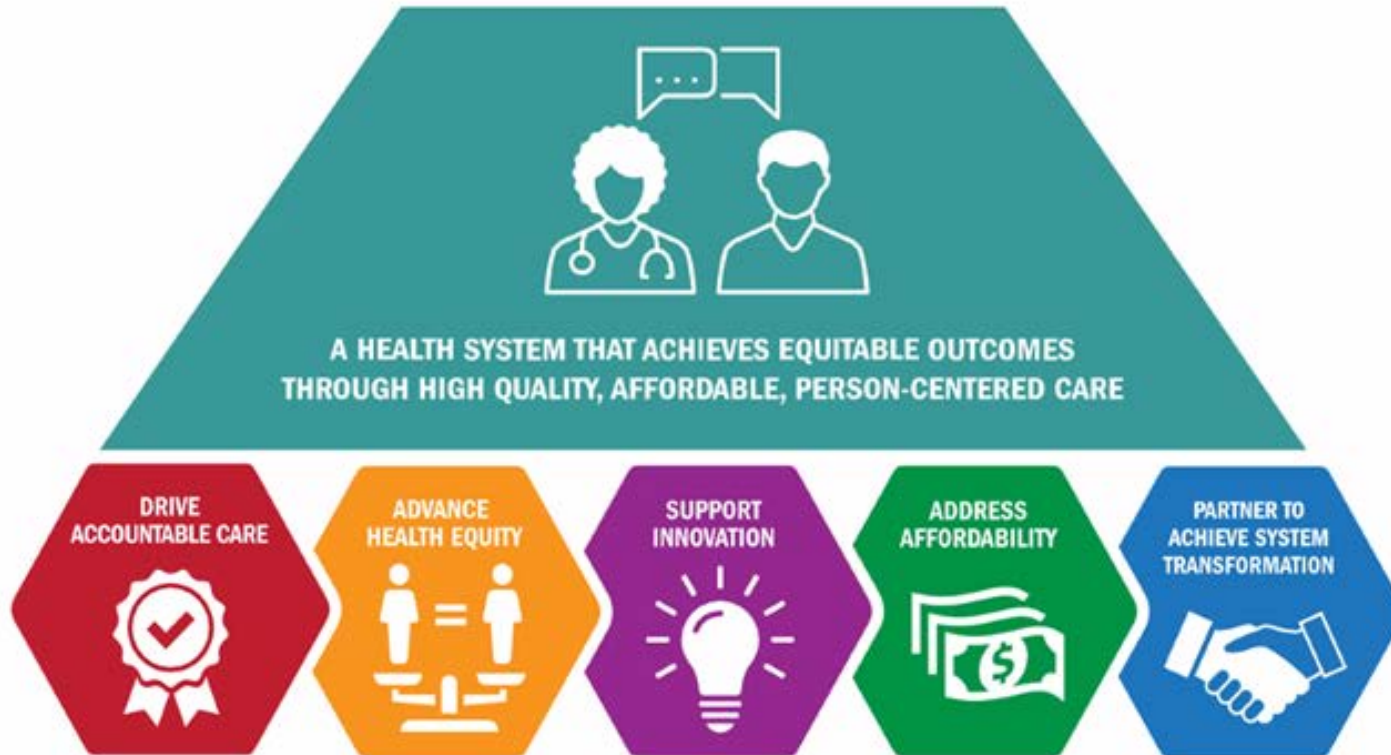 A HEALTH SYSTEM THAT ACHIEVES EQUITABLE OUTCOMES
THROUGH HIGH QUALITY, AFFORDABLE, PERSON-CENTERED CARE
DRIVE
ACCOUNTABLE CARE
ADVANCE
HEALTH EQUITY
SUPPORT
INNOVATION
ADDRESS
AFFORDABILITY
PARTNER TO
ACHIEVE SYSTEM
TRANSFORMATION